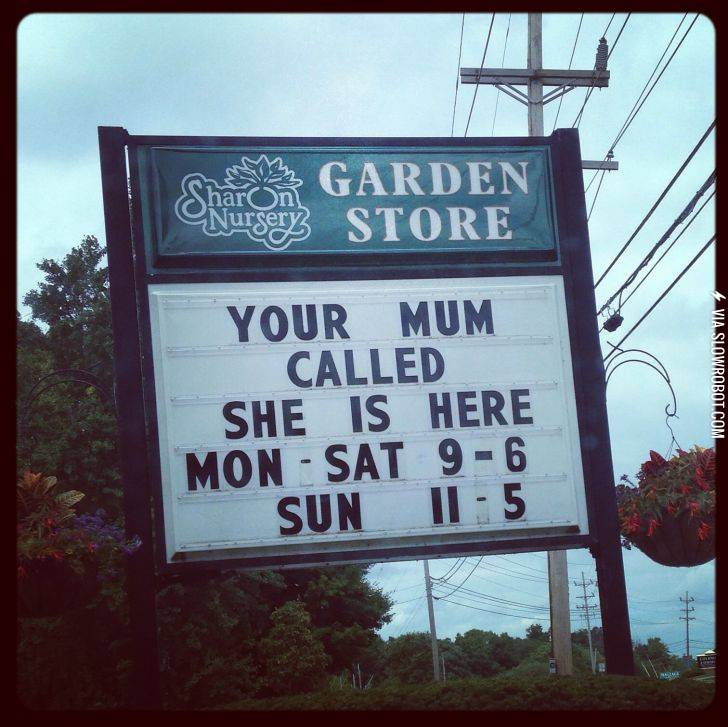 Sharon
Nursery
GARDEN
STORE
YOUR MUM
CALLED
SHE IS HERE
MON - SAT 9 - 6
SUN 11 - 5
VIA SLOWROBOT.COM